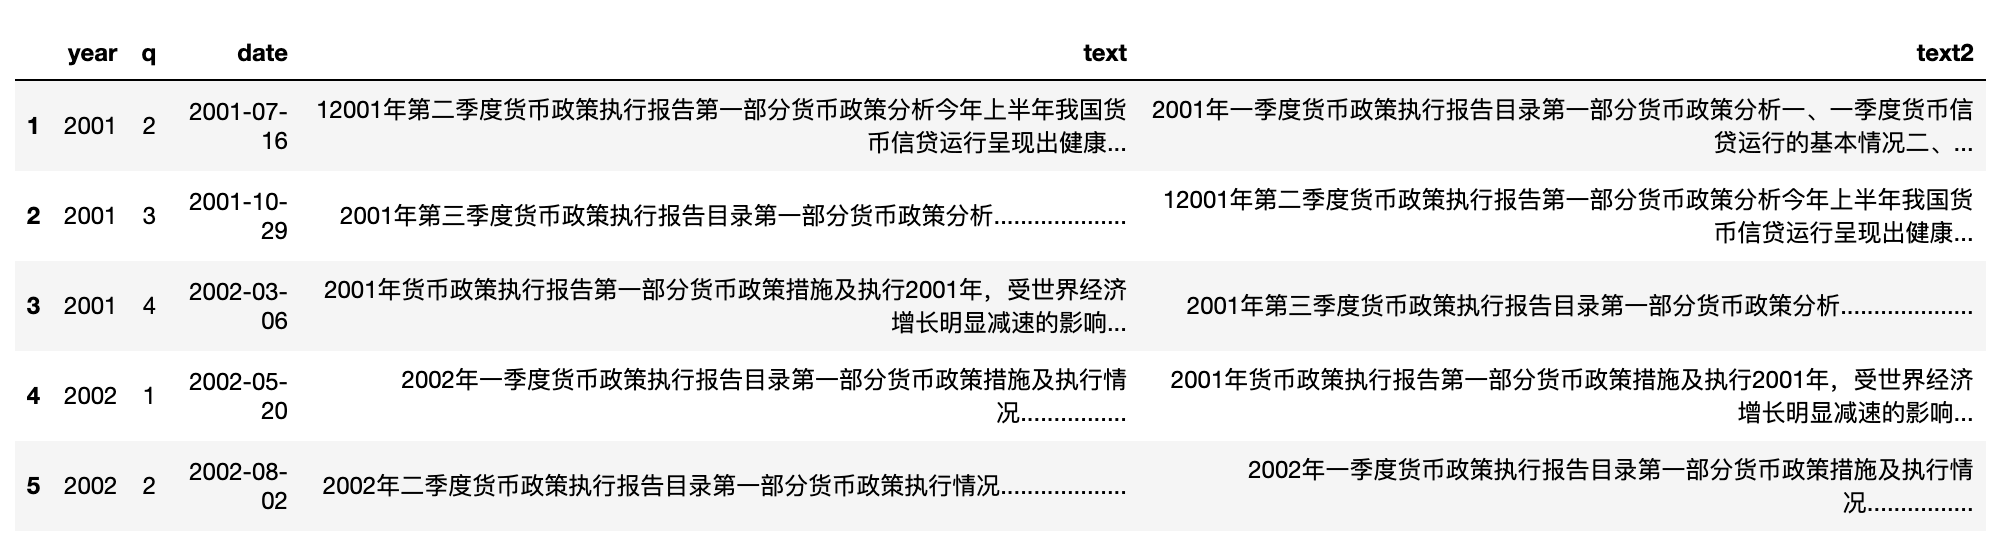 year q date text text2
1 2001 2 2001-07-16 12001年第二季度货币政策执行报告第一部分货币政策分析今年上半年我国货币信贷运行呈现出健康... 2001年一季度货币政策执行报告目录第一部分货币政策分析一、一季度货币信贷运行的基本情况二、...
2 2001 3 2001-10-29 2001年第三季度货币政策执行报告目录第一部分货币政策分析.................... 12001年第二季度货币政策执行报告第一部分货币政策分析今年上半年我国货币信贷运行呈现出健康...
3 2001 4 2002-03-06 2001年货币政策执行报告第一部分货币政策措施及执行2001年，受世界经济增长明显减速的影响... 2001年第三季度货币政策执行报告目录第一部分货币政策分析....................
4 2002 1 2002-05-20 2002年一季度货币政策执行报告目录第一部分货币政策措施及执行情况................ 2001年货币政策执行报告第一部分货币政策措施及执行2001年，受世界经济增长明显减速的影响...
5 2002 2 2002-08-02 2002年二季度货币政策执行报告目录第一部分货币政策执行情况................... 2002年一季度货币政策执行报告目录第一部分货币政策措施及执行情况................